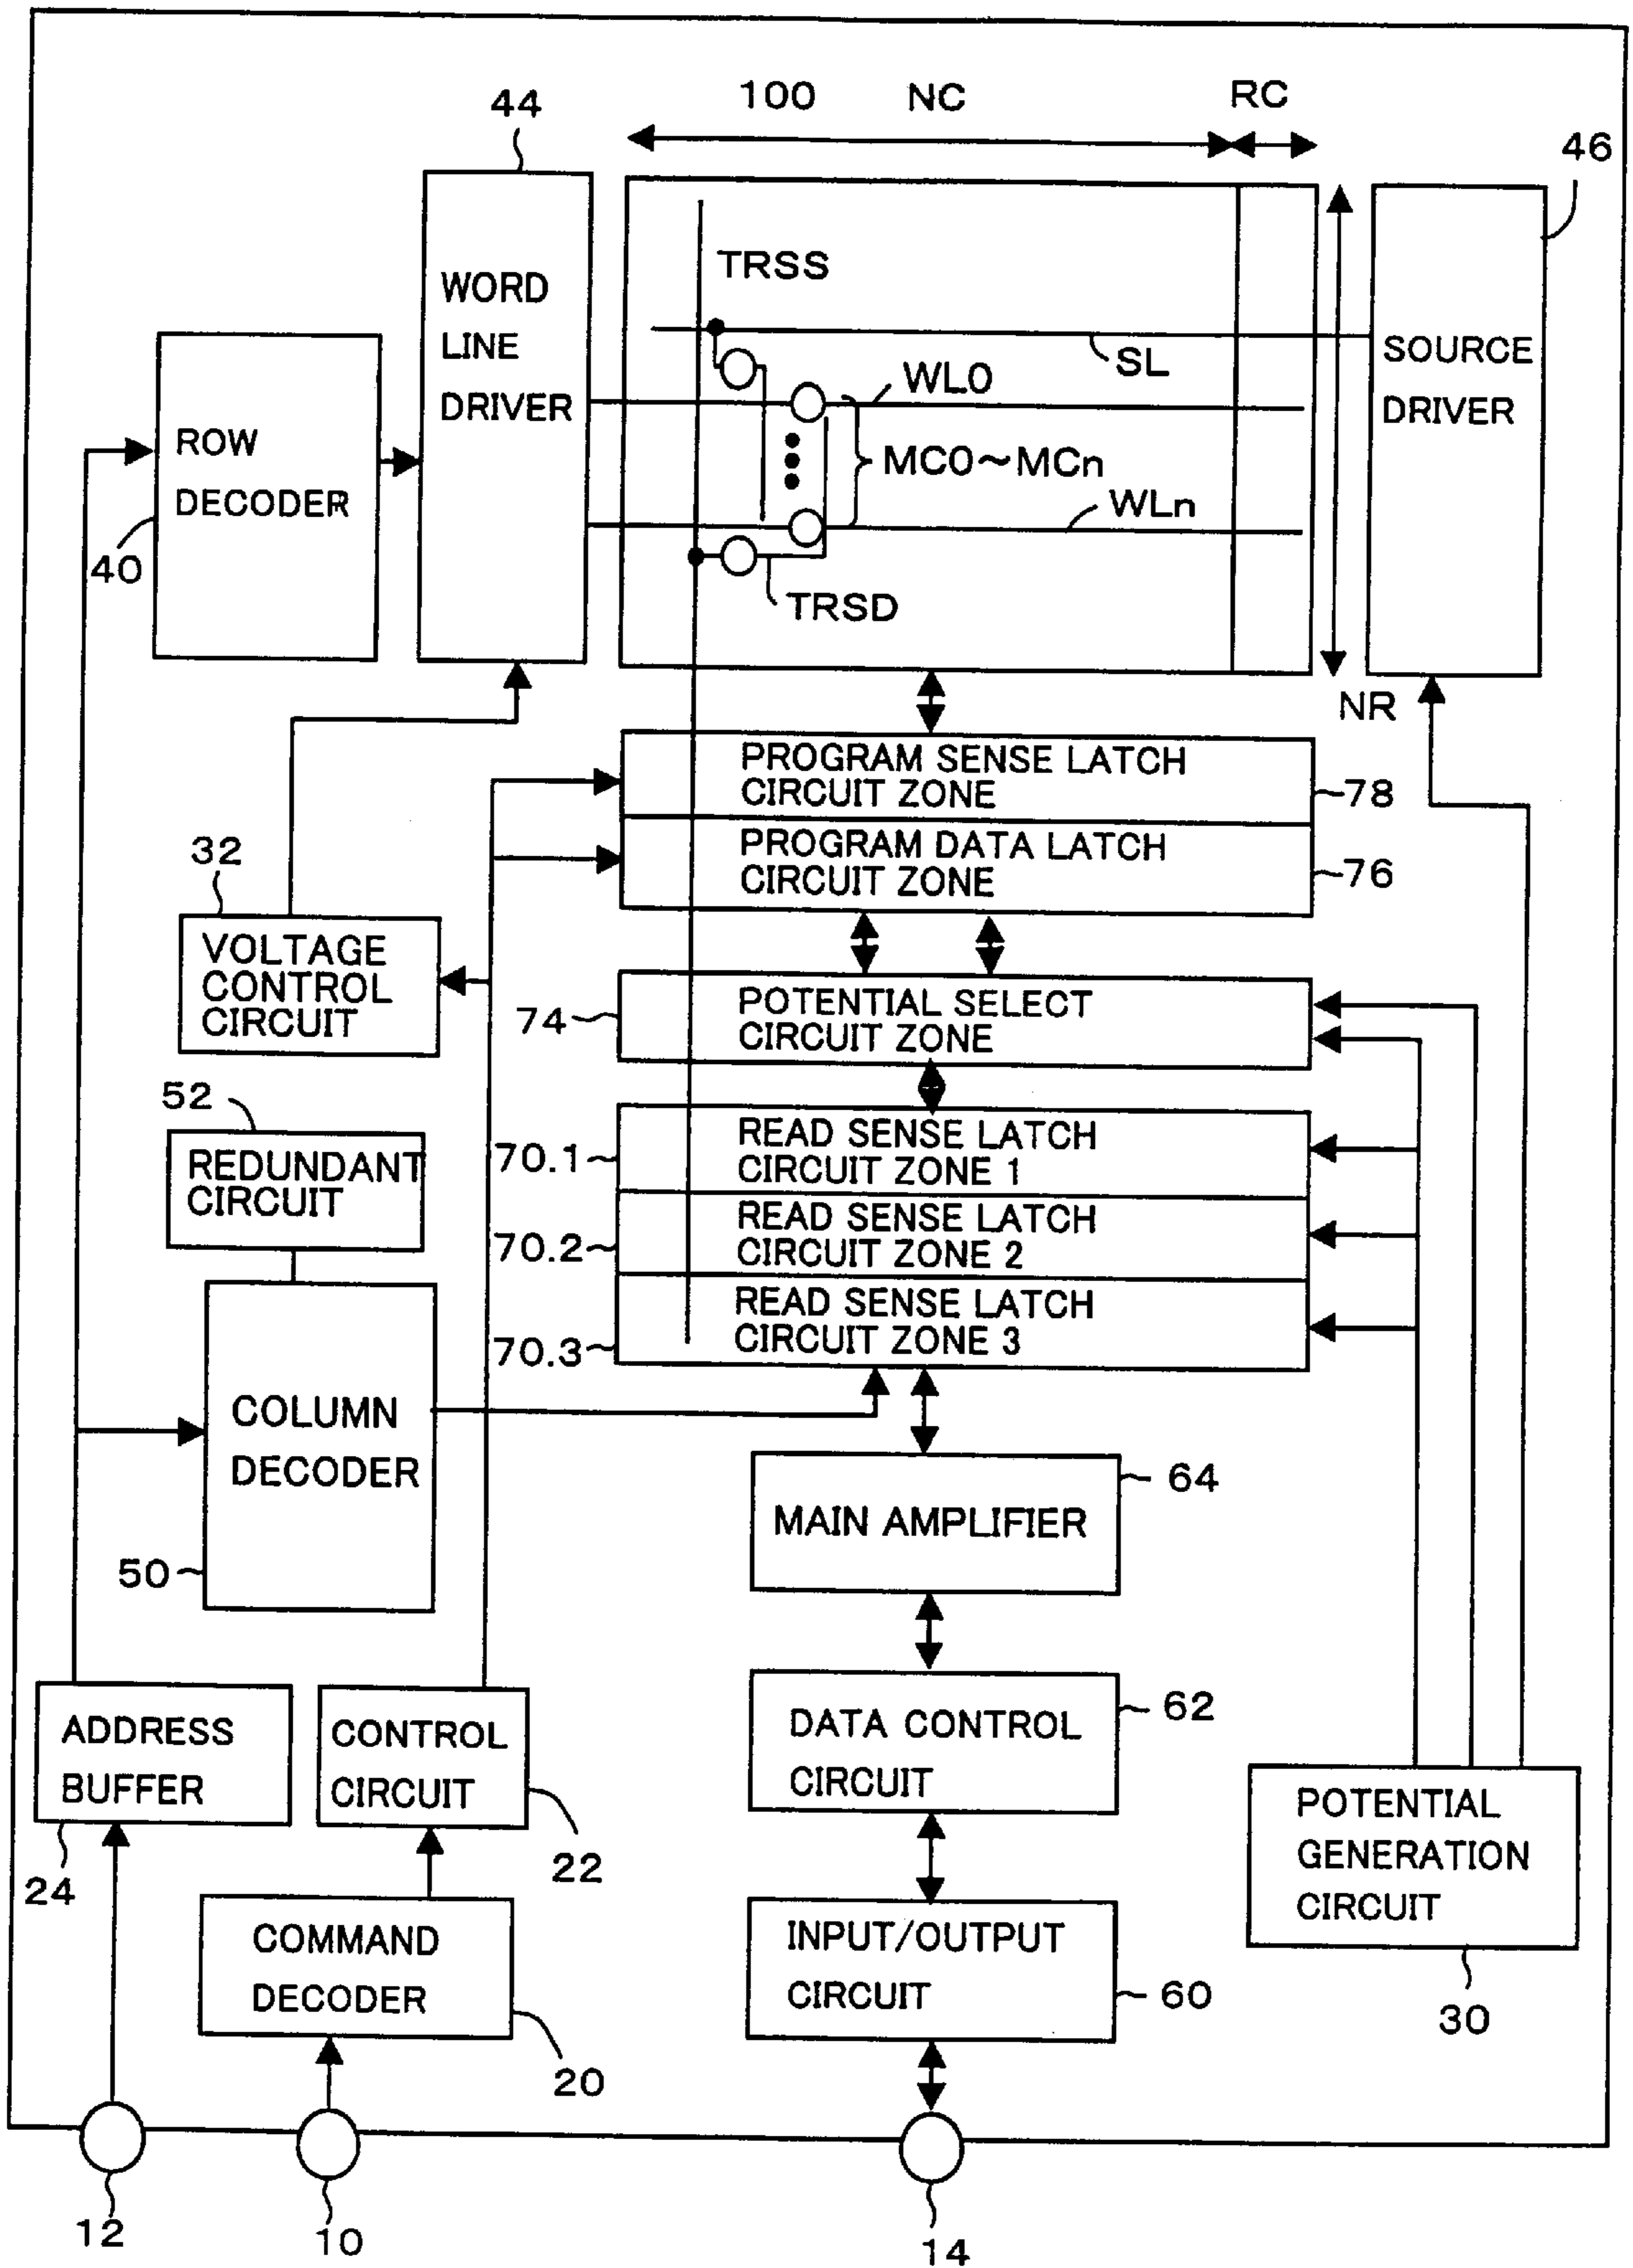 100 NC RC
44
46
WORD
LINE
DRIVER
TRSS
SL
SOURCE
DRIVER
WL0
ROW
DECODER
MC0~MCn
WLn
40
TRSD
NR
PROGRAM SENSE LATCH
CIRCUIT ZONE
78
PROGRAM DATA LATCH
CIRCUIT ZONE
76
32
VOLTAGE
CONTROL
CIRCUIT
74
POTENTIAL SELECT
CIRCUIT ZONE
52
REDUNDANT
CIRCUIT
70.1
READ SENSE LATCH
CIRCUIT ZONE 1
70.2
READ SENSE LATCH
CIRCUIT ZONE 2
70.3
READ SENSE LATCH
CIRCUIT ZONE 3
COLUMN
DECODER
50
64
MAIN AMPLIFIER
62
DATA CONTROL
CIRCUIT
ADDRESS
BUFFER
24
CONTROL
CIRCUIT
22
POTENTIAL
GENERATION
CIRCUIT
30
COMMAND
DECODER
20
INPUT/OUTPUT
CIRCUIT
60
12
10
14